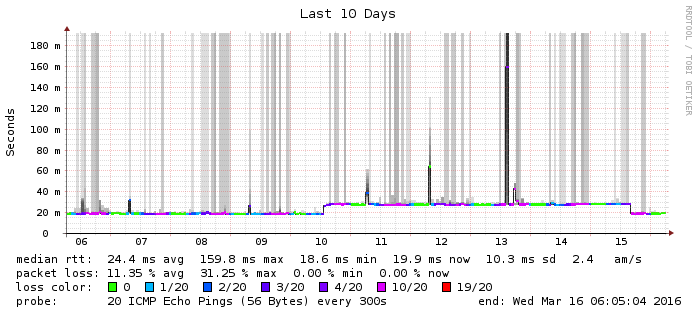 Last 10 Days
RRDTOOL / TOBI OETIKER
Seconds
180 m
160 m
140 m
120 m
100 m
80 m
60 m
40 m
20 m
0
06 07 08 09 10 11 12 13 14 15
median rtt: 24.4 ms avg 159.8 ms max 18.6 ms min 19.9 ms now 10.3 ms sd 2.4 am/s
packet loss: 11.35 % avg 31.25 % max 0.00 % min 0.00 % now
loss color: 0 1/20 2/20 3/20 4/20 10/20 19/20
probe: 20 ICMP Echo Pings (56 Bytes) every 300s end: Wed Mar 16 06:05:04 2016